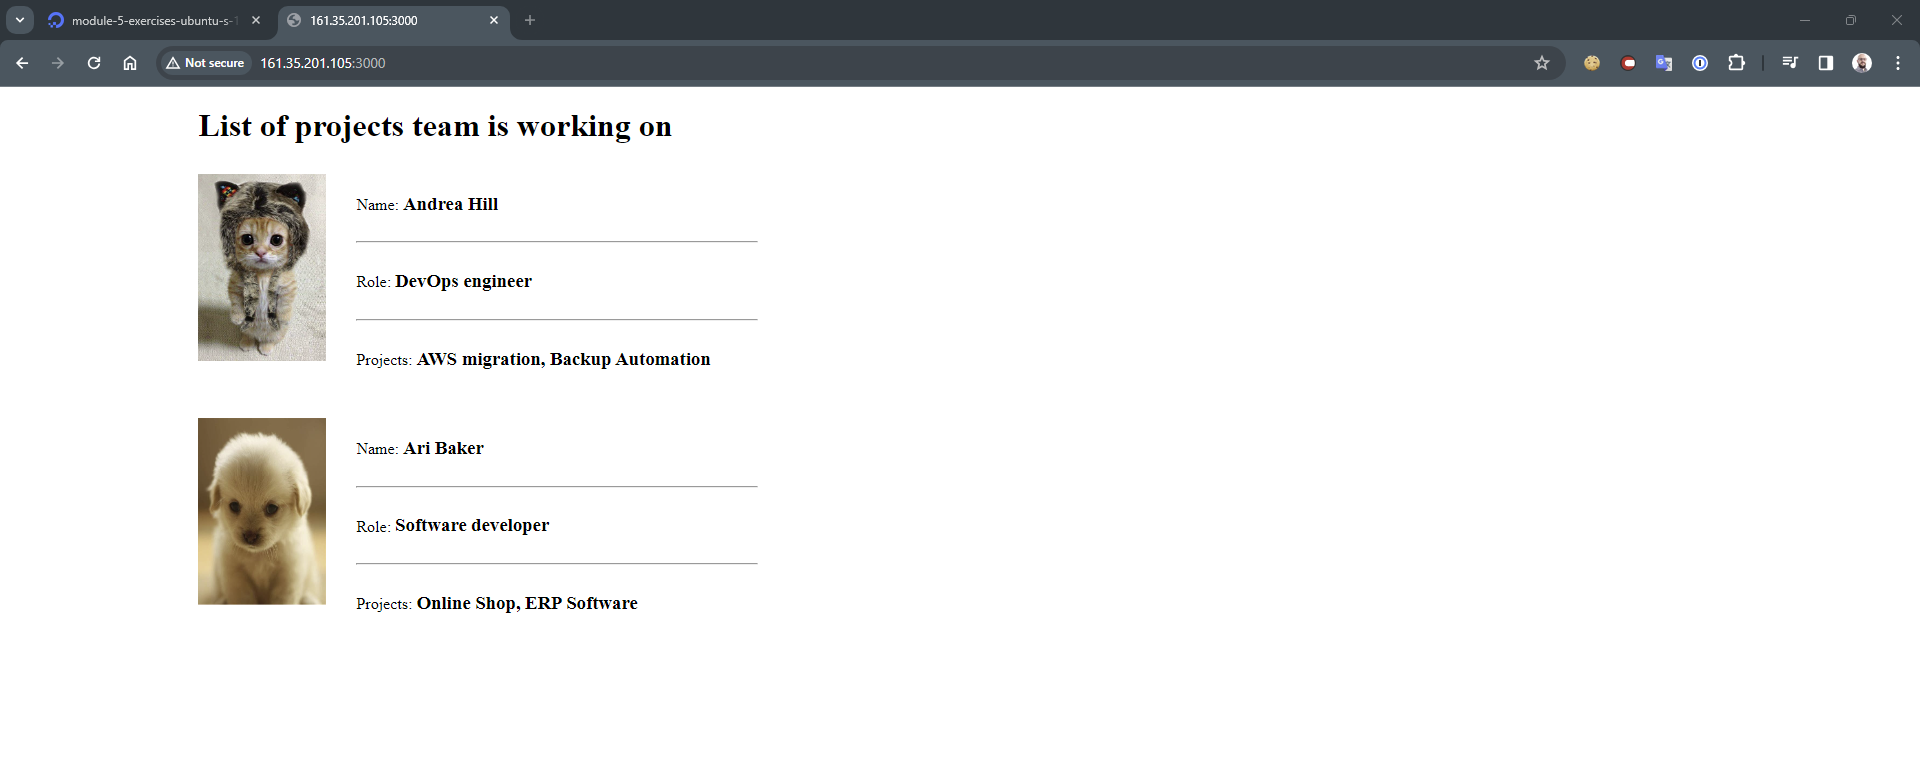 module-5-exercises-ubuntu-s-1
161.35.201.105:3000
Not secure
161.35.201.105:3000
List of projects team is working on
Name: Andrea Hill
Role: DevOps engineer
Projects: AWS migration, Backup Automation
Name: Ari Baker
Role: Software developer
Projects: Online Shop, ERP Software